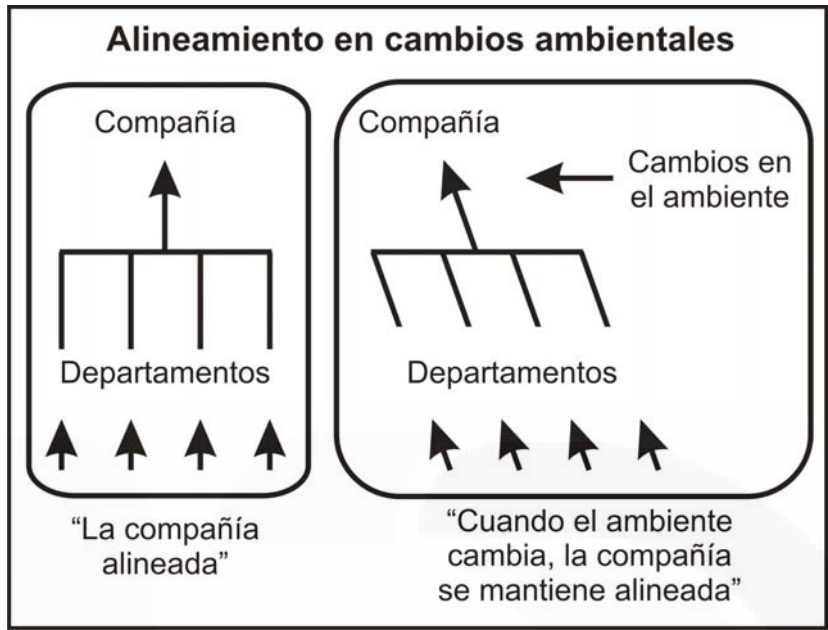 Alineamiento en cambios ambientales
Compañía
Departamentos
“La compañía
alineada”
Compañía
Cambios en
el ambiente
Departamentos
“Cuando el ambiente
cambia, la compañía
se mantiene alineada”